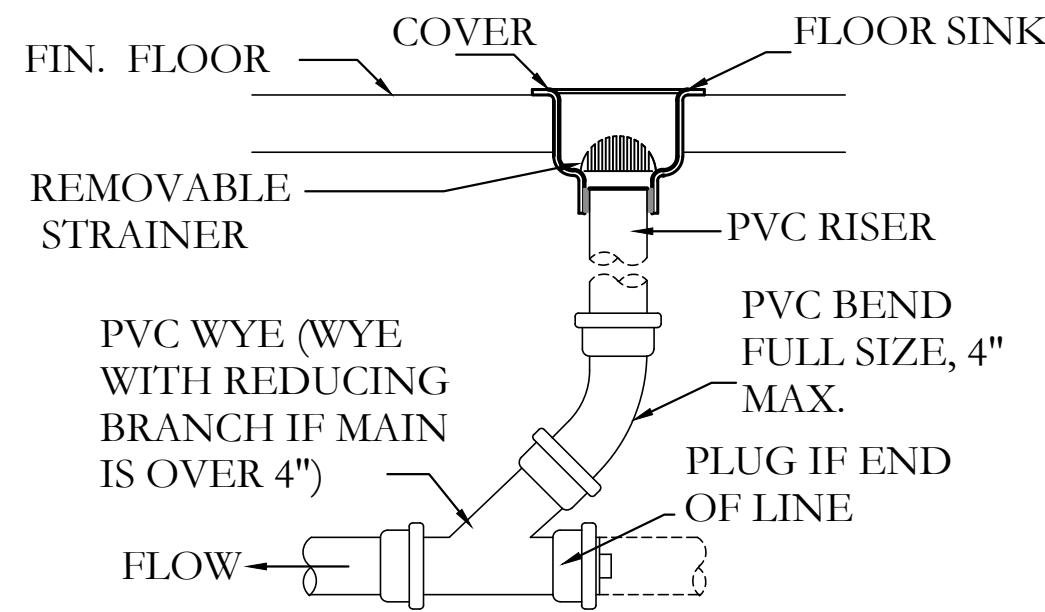 COVER
FLOOR SINK
FIN. FLOOR
REMOVABLE
STRAINER
PVC RISER
PVC BEND
FULL SIZE, 4"
MAX.
PVC WYE (WYE
WITH REDUCING
BRANCH IF MAIN
IS OVER 4")
PLUG IF END
OF LINE
FLOW